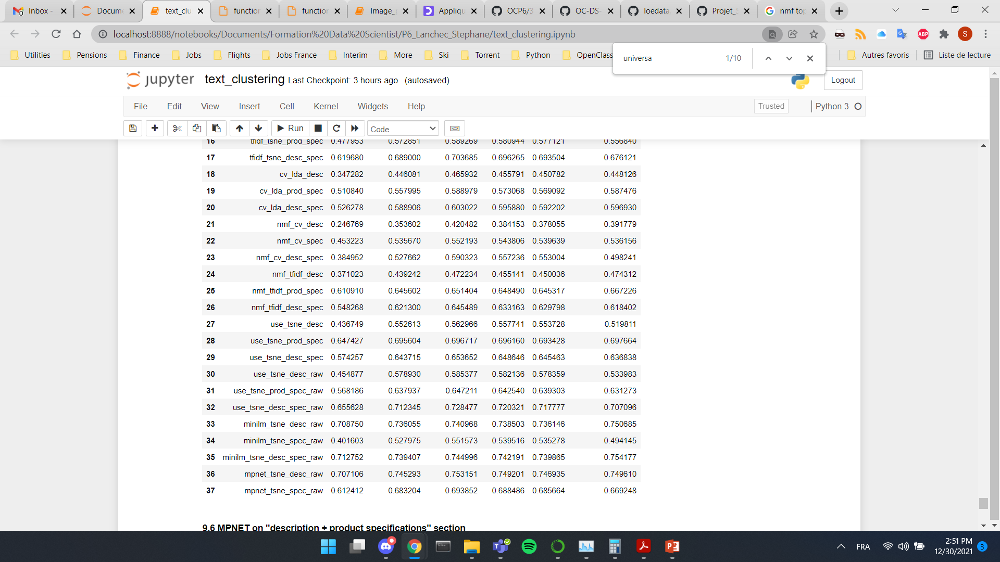 Inbox -
Docume
text_clu
function
function
Image_
Appliqu
OCP6/3
OC-DS-
loedata
Projet_5
nmf top
localhost:8888/notebooks/Documents/Formation%20Data%20Scientist/P6_Lanchec_Stephane/text_clustering.ipynb
ABP
S
Utilities
Pensions
Finance
Jobs
Flights
Jobs France
Interim
More
Ski
Torrent
Python
OpenClass
Autres favoris
Liste de lecture
universa
1/10
jupyter text_clustering Last Checkpoint: 3 hours ago (autosaved)
Logout
File Edit View Insert Cell Kernel Widgets Help
Trusted
Python 3
Run
Code
16 tfidf_tsne_prod_spec 0.477953 0.572851 0.589269 0.580944 0.577121 0.556840
17 tfidf_tsne_desc_spec 0.619680 0.689000 0.703685 0.696265 0.693504 0.676121
18 cv_lda_desc 0.347282 0.446081 0.465932 0.455791 0.450782 0.448126
19 cv_lda_prod_spec 0.510840 0.557995 0.588979 0.573068 0.569092 0.587476
20 cv_lda_desc_spec 0.526278 0.588906 0.603022 0.595880 0.592202 0.596930
21 nmf_cv_desc 0.246769 0.353602 0.420482 0.384153 0.378055 0.391779
22 nmf_cv_spec 0.453223 0.535670 0.552193 0.543806 0.539639 0.536156
23 nmf_cv_desc_spec 0.384952 0.527662 0.590323 0.557236 0.553004 0.498241
24 nmf_tfidf_desc 0.371023 0.439242 0.472234 0.455141 0.450036 0.474312
25 nmf_tfidf_prod_spec 0.610910 0.645602 0.651404 0.648490 0.645317 0.667226
26 nmf_tfidf_desc_spec 0.548268 0.621300 0.645489 0.633163 0.629798 0.618402
27 use_tsne_desc 0.436749 0.552613 0.562966 0.557741 0.553728 0.519811
28 use_tsne_prod_spec 0.647427 0.695604 0.696717 0.696160 0.693428 0.697664
29 use_tsne_desc_spec 0.574257 0.643715 0.653652 0.648646 0.645463 0.636838
30 use_tsne_desc_raw 0.454877 0.578930 0.585377 0.582136 0.578359 0.533983
31 use_tsne_prod_spec_raw 0.568186 0.637937 0.647211 0.642540 0.639303 0.631273
32 use_tsne_desc_spec_raw 0.655628 0.712345 0.728477 0.720321 0.717777 0.707096
33 minilm_tsne_desc_raw 0.708750 0.736055 0.740968 0.738503 0.736146 0.750685
34 minilm_tsne_spec_raw 0.401603 0.527975 0.551573 0.539516 0.535278 0.494145
35 minilm_tsne_desc_spec_raw 0.712752 0.739407 0.744996 0.742191 0.739865 0.754177
36 mpnet_tsne_desc_raw 0.707106 0.745293 0.753151 0.749201 0.746935 0.749610
37 mpnet_tsne_spec_raw 0.612412 0.683204 0.693852 0.688486 0.685664 0.669248
9.6 MPNET on "description + product specifications" section
FRA
2:51 PM
12/30/2021
3